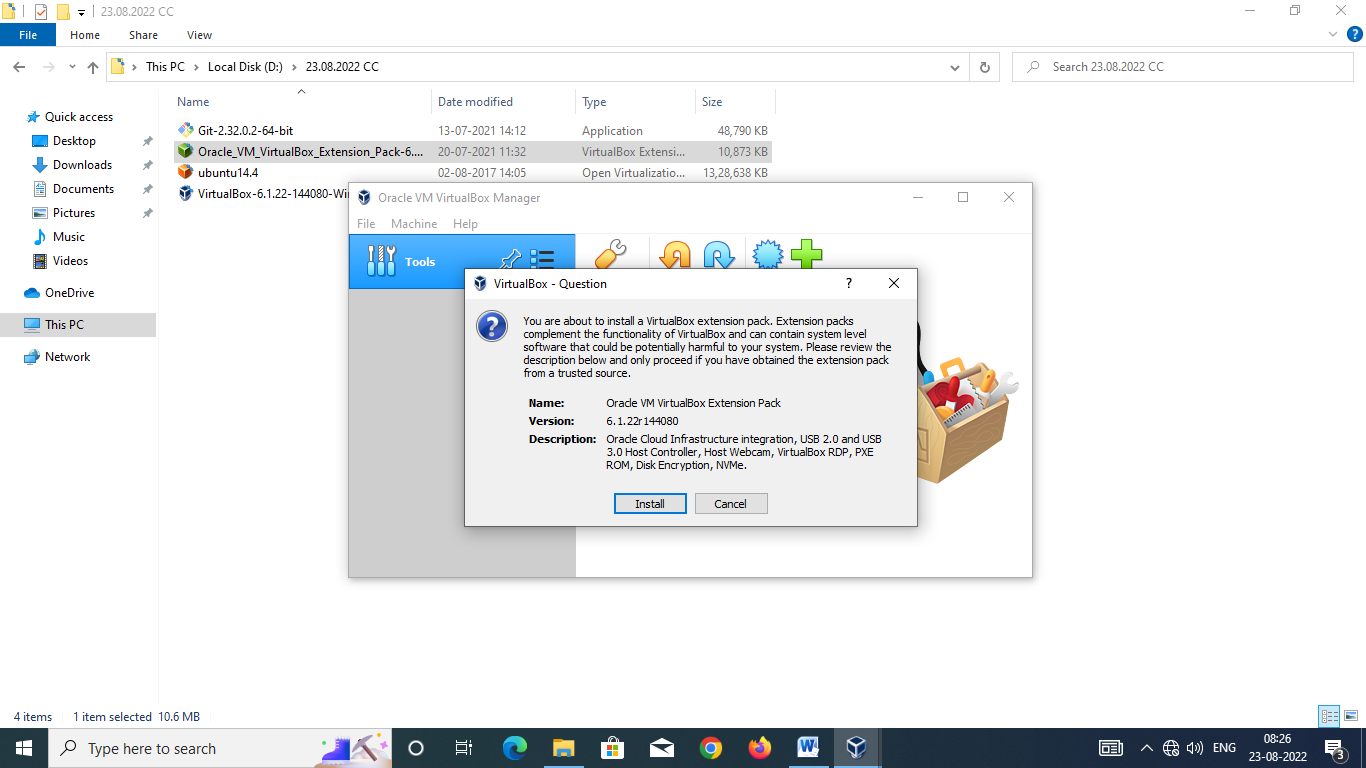 23.08.2022 CC
File Home Share View
This PC Local Disk (D:) 23.08.2022 CC
Search 23.08.2022 CC
Quick access
Desktop
Downloads
Documents
Pictures
Music
Videos
OneDrive
This PC
Network
Name Date modified Type Size
Git-2.32.0.2-64-bit 13-07-2021 14:12 Application 48,790 KB
Oracle_VM_VirtualBox_Extension_Pack-6.... 20-07-2021 11:32 VirtualBox Extensi... 10,873 KB
ubuntu14.4 02-08-2017 14:05 Open Virtualizatio... 13,28,638 KB
VirtualBox-6.1.22-144080-Wi
Oracle VM VirtualBox Manager
File Machine Help
Tools
VirtualBox - Question
?
You are about to install a VirtualBox extension pack. Extension packs
complement the functionality of VirtualBox and can contain system level
software that could be potentially harmful to your system. Please review the
description below and only proceed if you have obtained the extension pack
from a trusted source.
Name: Oracle VM VirtualBox Extension Pack
Version: 6.1.22r144080
Description: Oracle Cloud Infrastructure integration, USB 2.0 and USB
3.0 Host Controller, Host Webcam, VirtualBox RDP, PXE
ROM, Disk Encryption, NVMe.
Install Cancel
4 items 1 item selected 10.6 MB
Type here to search
ENG
08:26
23-08-2022
3